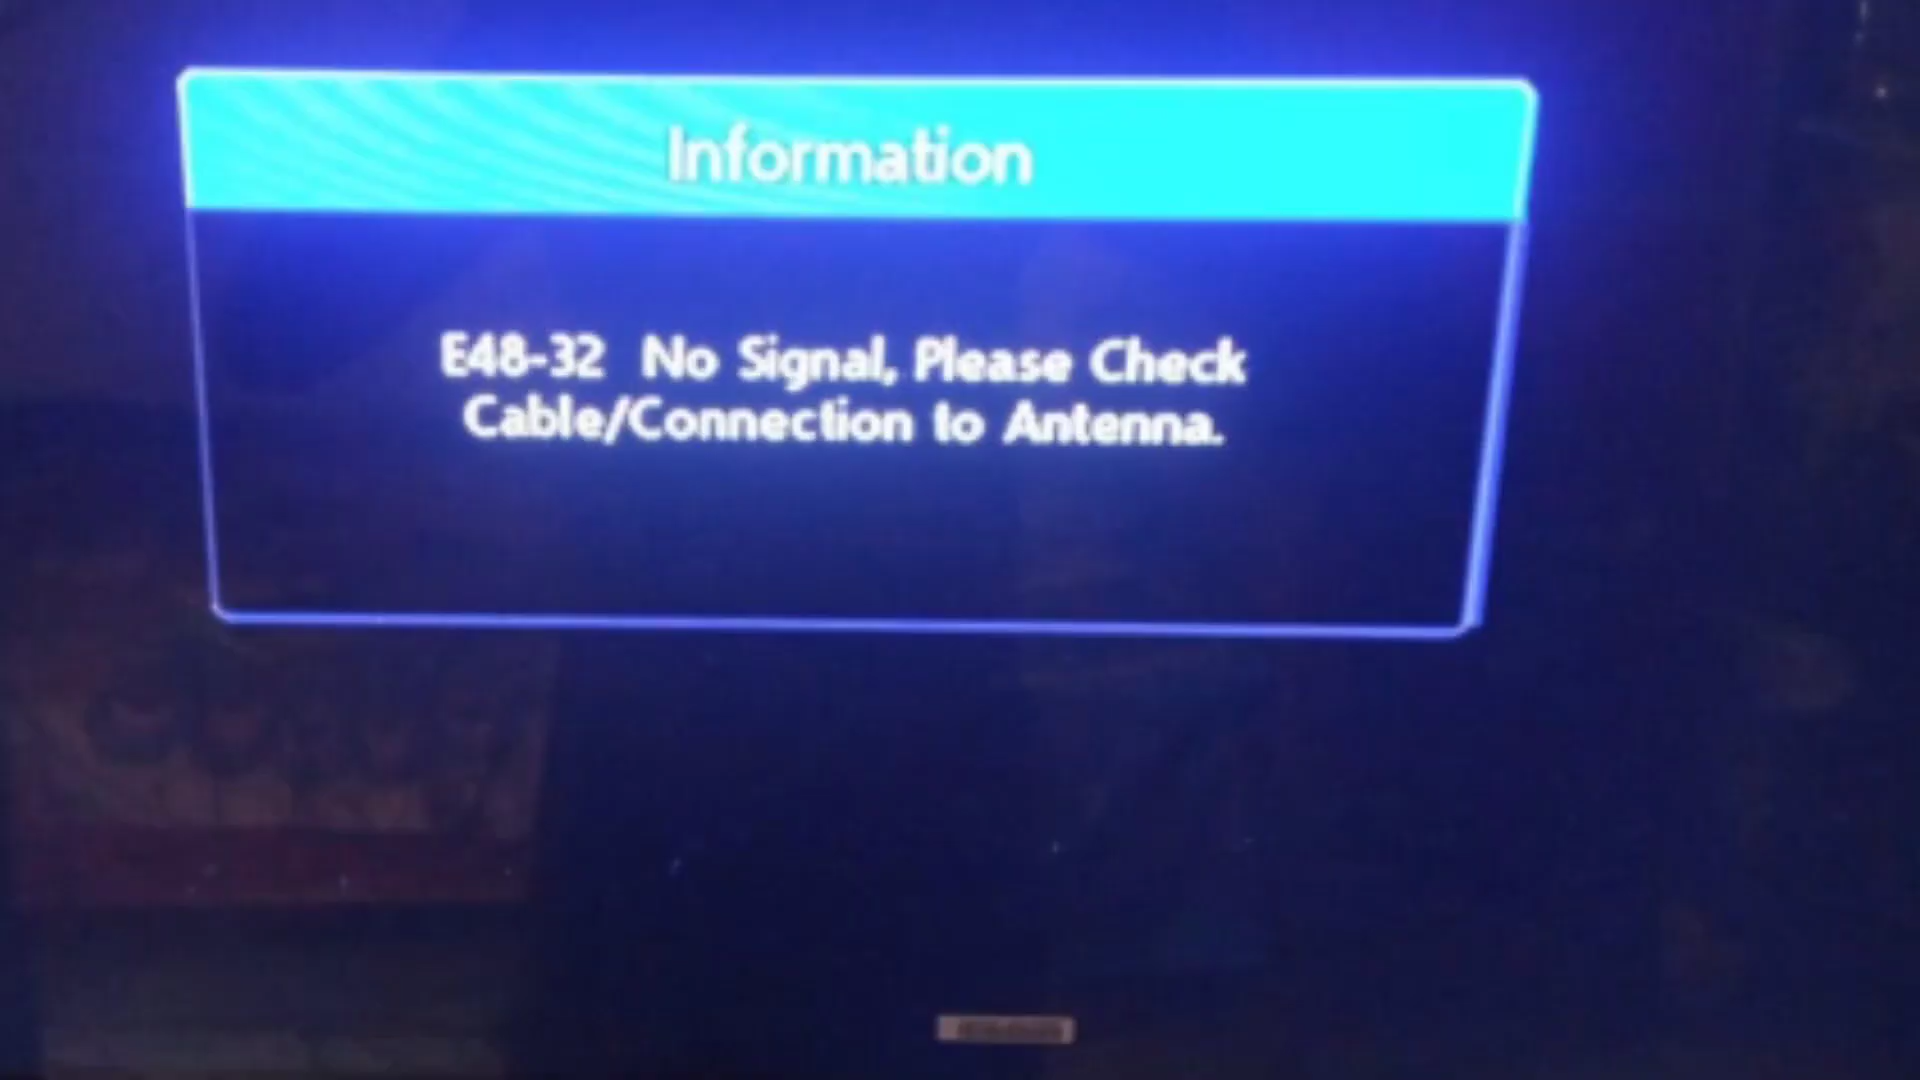 Information
E48-32 No Signal, Please Check
Cable/Connection to Antenna.